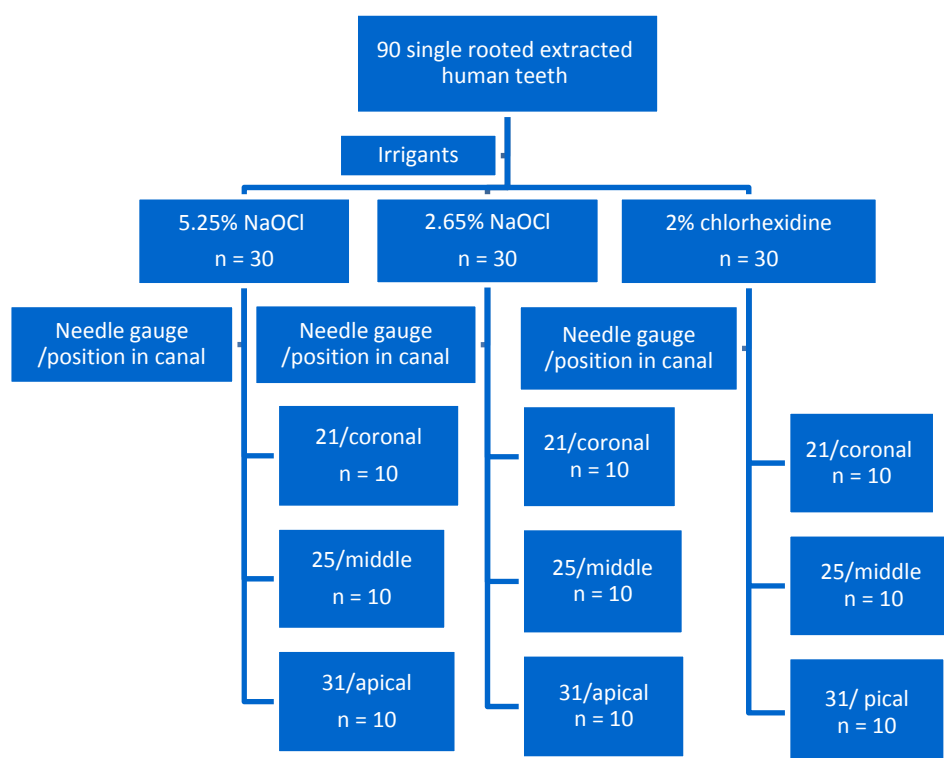 90 single rooted extracted
human teeth
Irrigants
5.25% NaOCl
n = 30
2.65% NaOCl
n = 30
2% chlorhexidine
n = 30
Needle gauge
/position in canal
Needle gauge
/position in canal
Needle gauge
/position in canal
21/coronal
n = 10
21/coronal
n = 10
21/coronal
n = 10
25/middle
n = 10
25/middle
n = 10
25/middle
n = 10
31/apical
n = 10
31/apical
n = 10
31/ pical
n = 10